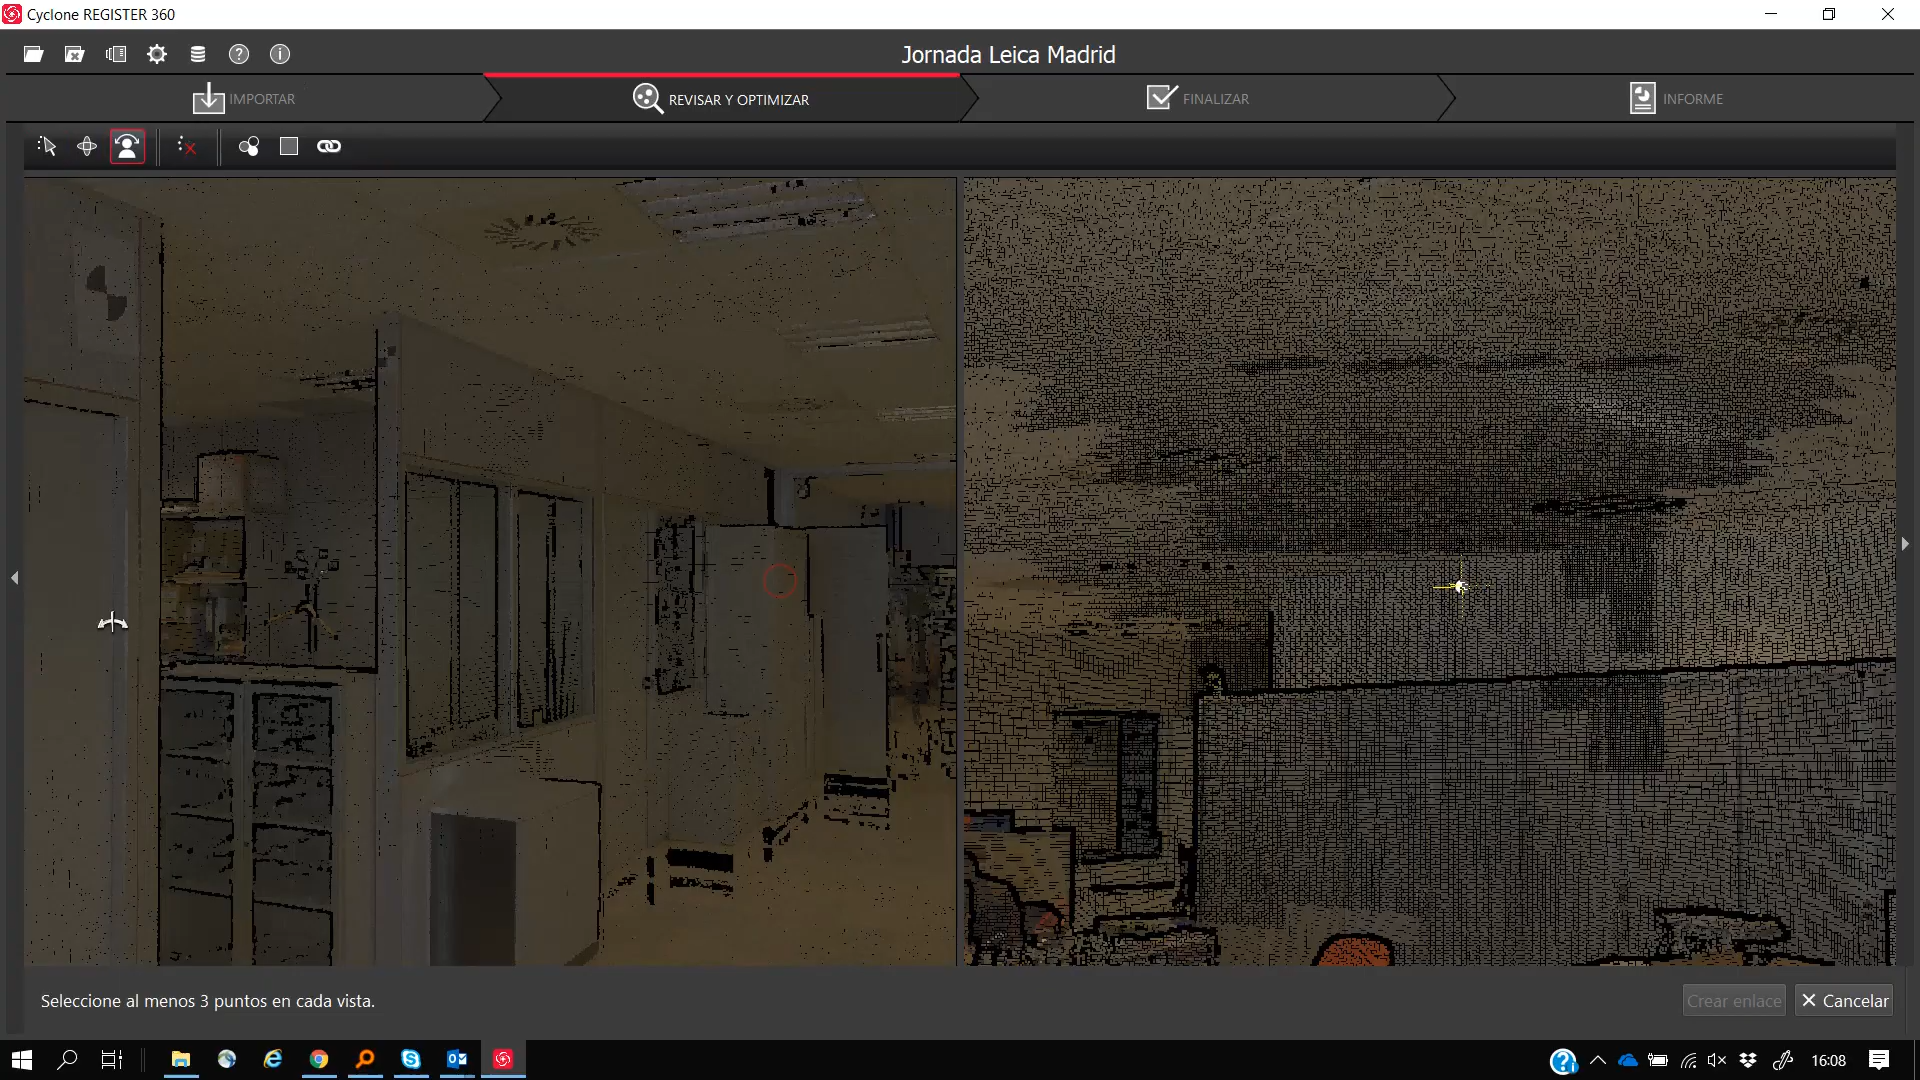 Cyclone REGISTER 360
Jornada Leica Madrid
IMPORTAR
REVISAR Y OPTIMIZAR
FINALIZAR
INFORME
Seleccione al menos 3 puntos en cada vista.
Crear enlace
Cancelar
16:08